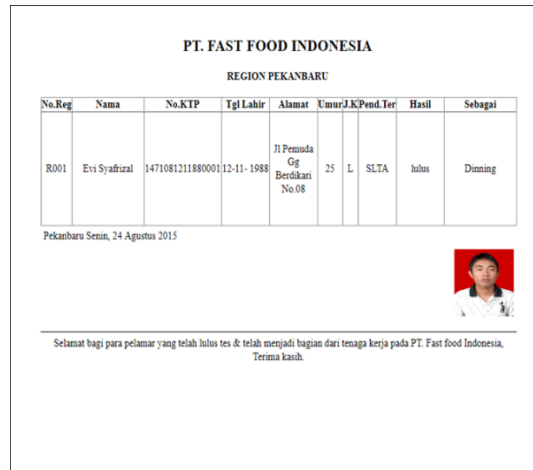 PT. FAST FOOD INDONESIA
REGION PEKANBARU
No.Reg Nama No.KTP Tgl Lahir Alamat Umur J.K Pend.Ter Hasil Sebagai
R001 Evi Syafrizal 1471081211880001 12-11- 1988 Jl Pemuda 25 L SLTA lulus Dinning
Gg
Berdikari
No.08
Pekanbaru Senin, 24 Agustus 2015
Selamat bagi para pelamar yang telah lulus tes & telah menjadi bagian dari tenaga kerja pada PT. Fast food Indonesia,
Terima kasih.